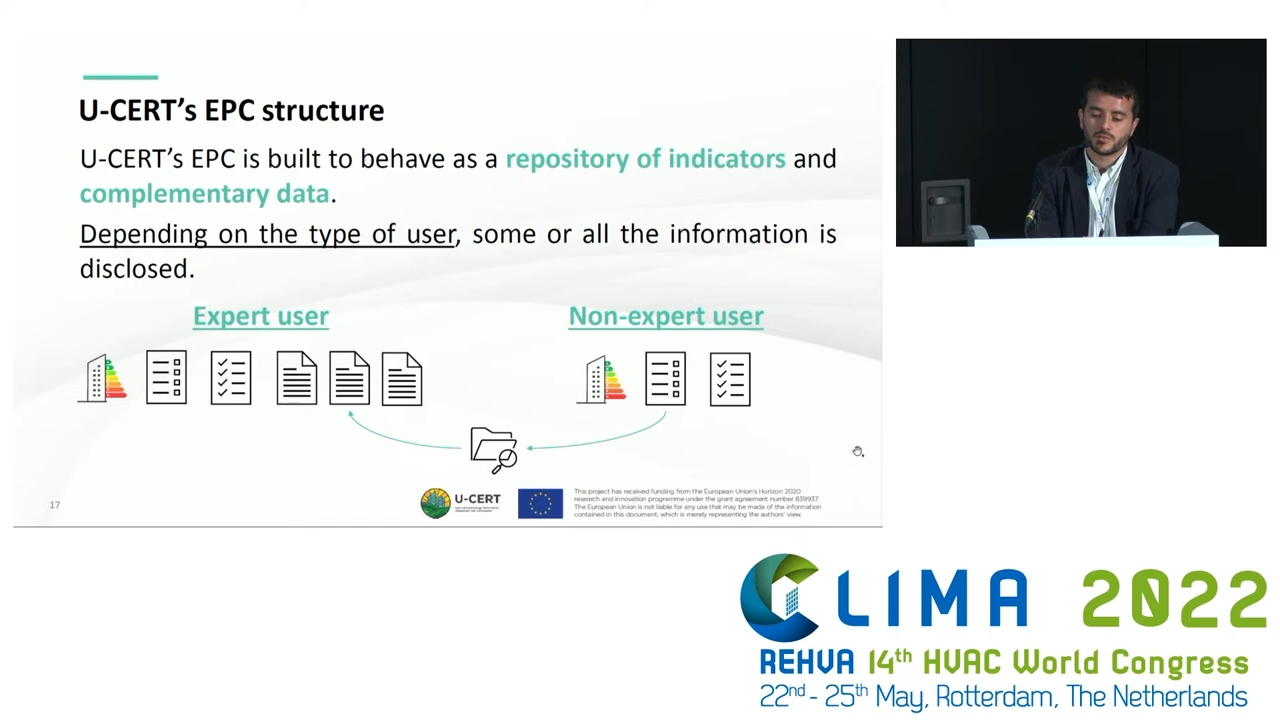 U-CERT’s EPC structure
U-CERT’s EPC is built to behave as a repository of indicators and
complementary data.
Depending on the type of user, some or all the information is
disclosed.
Expert user
Non-expert user
17
U-CERT
This project has received funding from the European Union's Horizon 2020
research and innovation programme under the grant agreement number 839937.
The European Union is not liable for any use that may be made of the information
contained in this document, which is merely representing the authors' view.
CLIMA 2022
REHVA 14th HVAC World Congress
22nd - 25th May, Rotterdam, The Netherlands